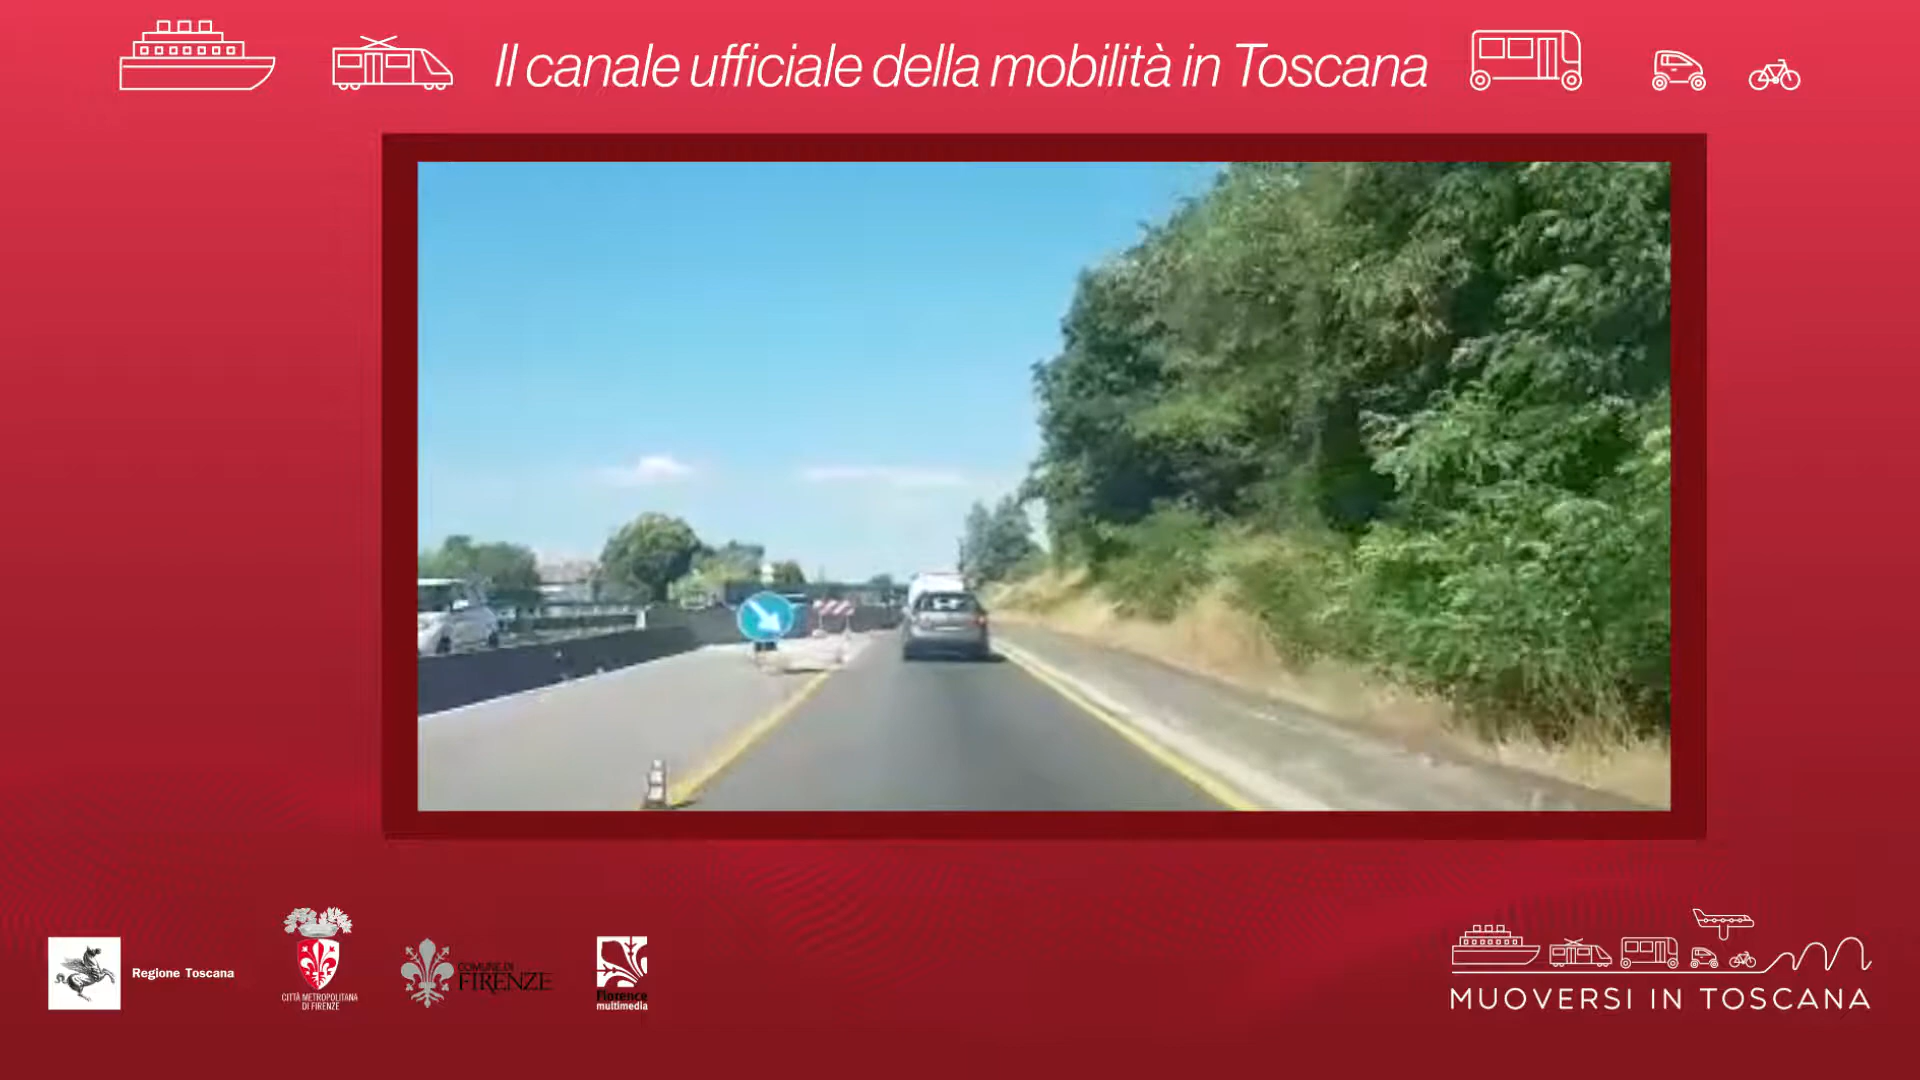 Il canale ufficiale della mobilità in Toscana
Regione Toscana
CITTÀ METROPOLITANA
DI FIRENZE
COMUNE DI
FIRENZE
Florence
multimedia
MUOVERSI IN TOSCANA